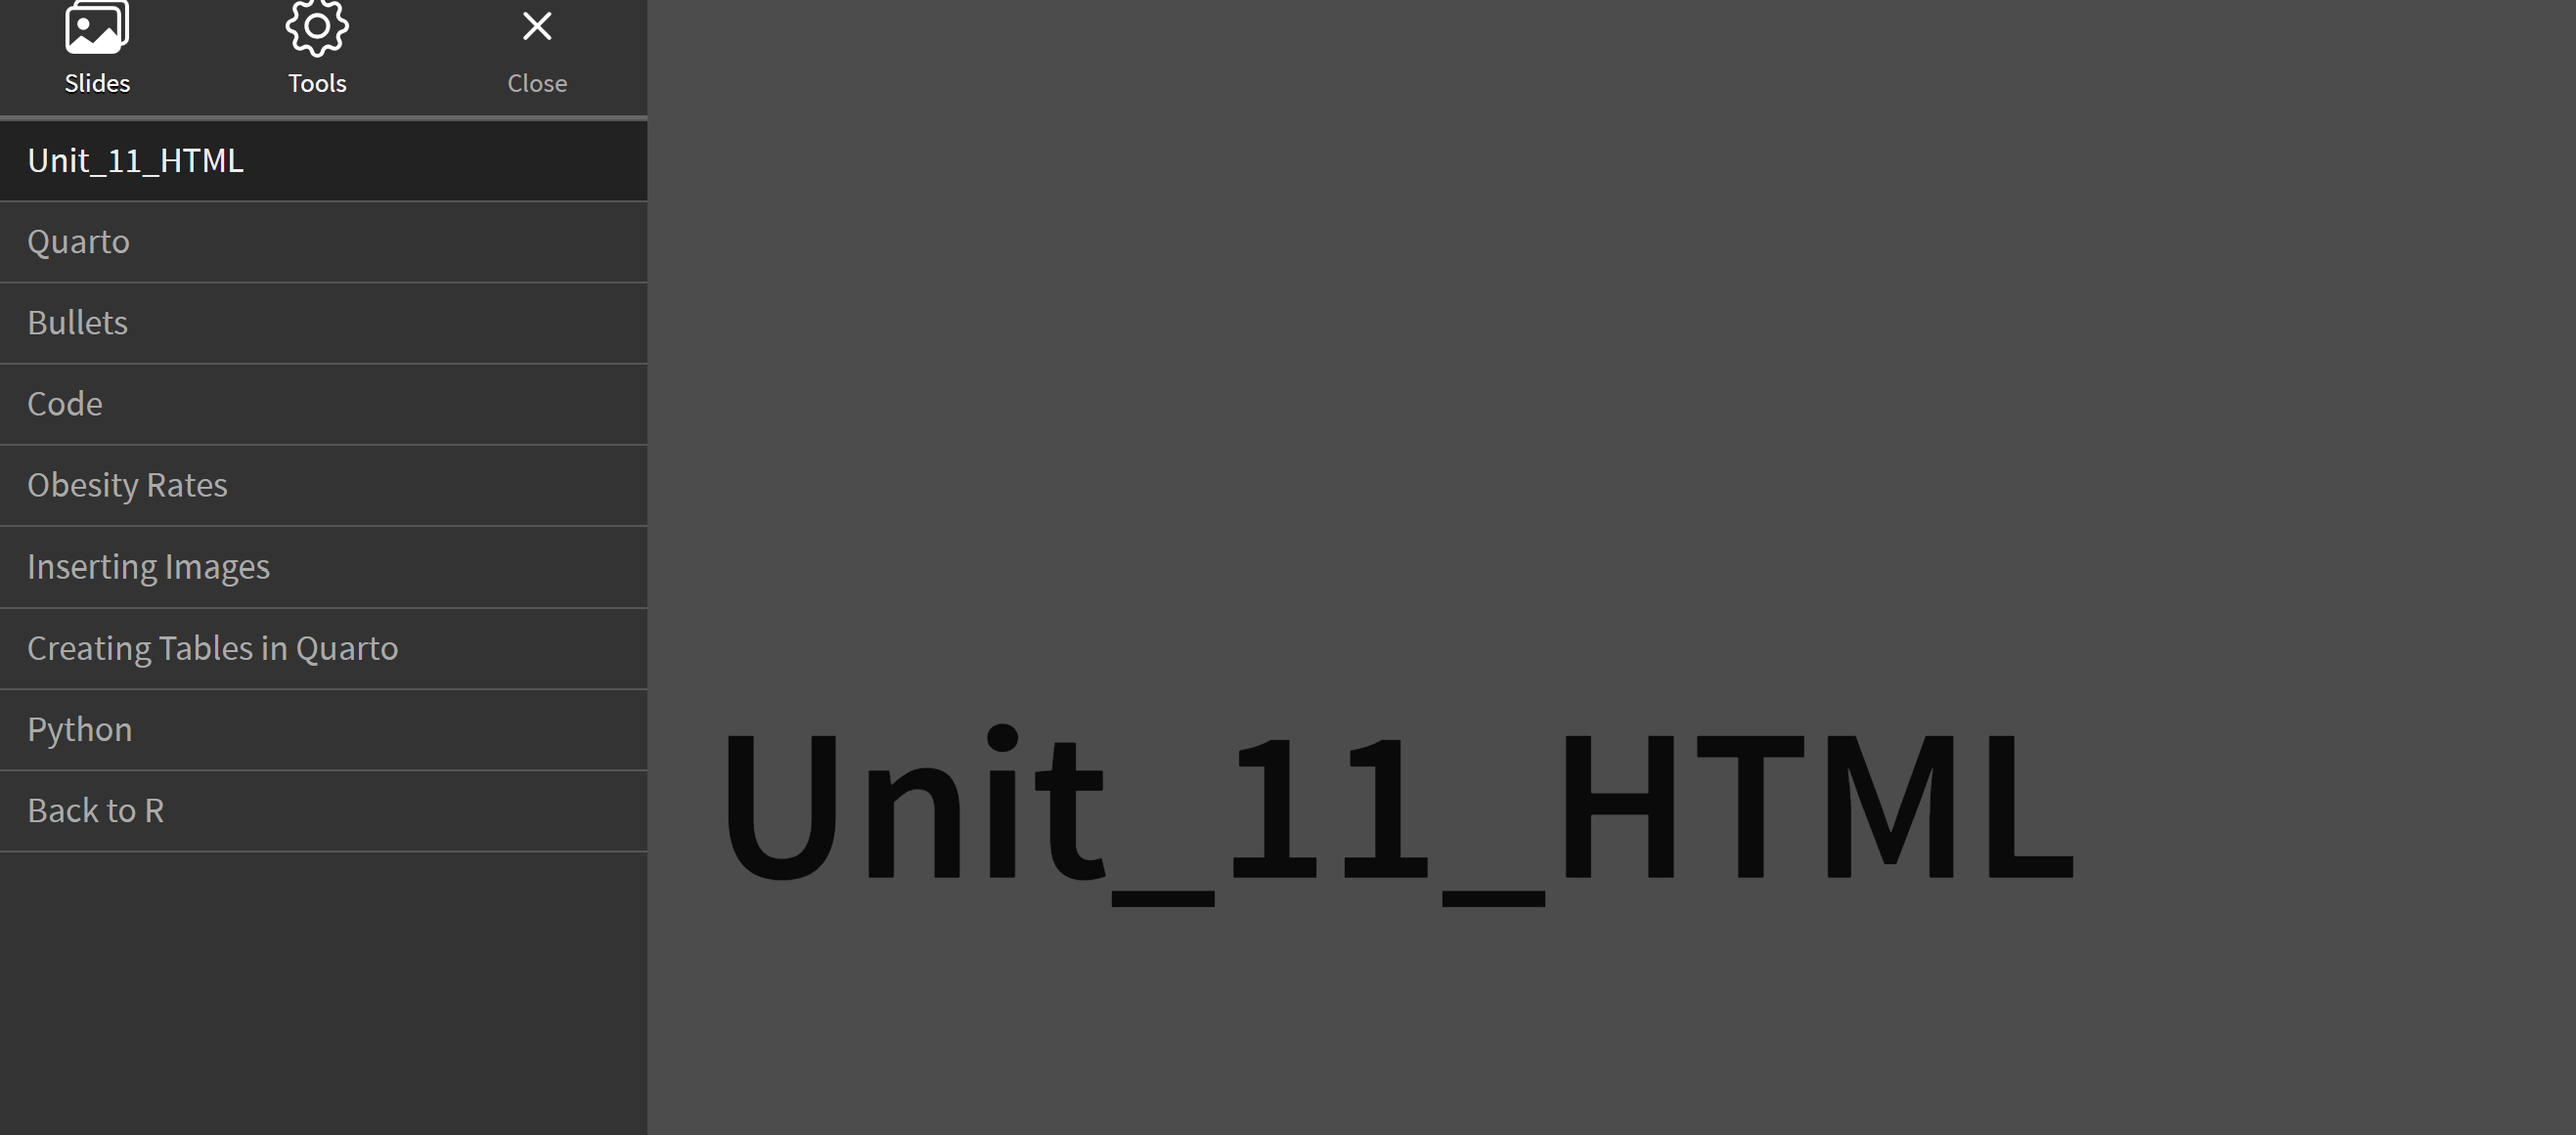 Slides
Tools
Close
Unit_11_HTML
Quarto
Bullets
Code
Obesity Rates
Inserting Images
Creating Tables in Quarto
Python
Back to R
Unit_11_HTML